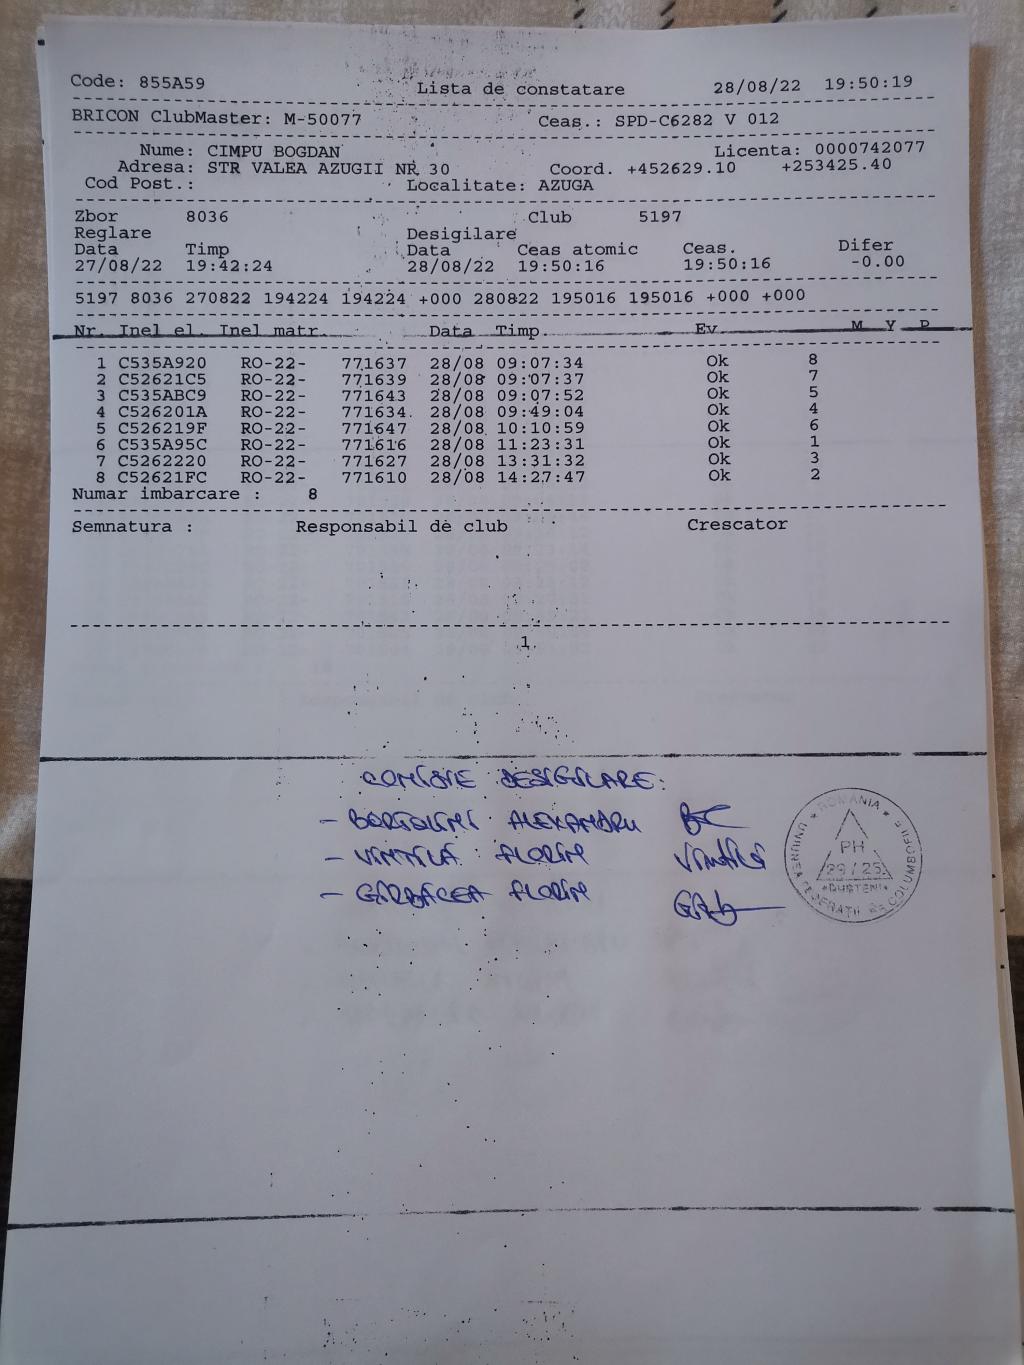 Code: 855A59 Lista de constatare 28/08/22 19:50:19
BRICON ClubMaster: M-50077 Ceas.: SPD-C6282 V 012
Nume: CIMPU BOGDAN Licenta: 0000742077
Adresa: STR VALEA AZUGII NR 30 Coord. +452629.10 +253425.40
Cod Post.: Localitate: AZUGA
Zbor 8036 Club 5197
Reglare Desigilare
Data Timp Data Ceas atomic Ceas. Difer
27/08/22 19:42:24 28/08/22 19:50:16 19:50:16 -0.00
5197 8036 270822 194224 194224 +000 280822 195016 195016 +000 +000
Nr. Inel el. Inel matr. Data Timp. Ev M Y P
1 C535A920 RO-22- 771637 28/08 09:07:34 Ok 8
2 C52621C5 RO-22- 771639 28/08 09:07:37 Ok 7
3 C535ABC9 RO-22- 771643 28/08 09:07:52 Ok 5
4 C526201A RO-22- 771634 28/08 09:49:04 Ok 4
5 C526219F RO-22- 771647 28/08 10:10:59 Ok 6
6 C535A95C RO-22- 771616 28/08 11:23:31 Ok 1
7 C5262220 RO-22- 771627 28/08 13:31:32 Ok 3
8 C52621FC RO-22- 771610 28/08 14:27:47 Ok 2
Numar imbarcare : 8
Semnatura : Responsabil de club Crescator
1
COMISIE DESIGILARE:
- ALEXANDRU
- VINTILĂ FLORIN Vintilă
- GÎRBACEA FLORIN
ROMANIA
PH
29/25
BUSTENI
UNIUNEA FEDERATII DE COLUMBOFILIE